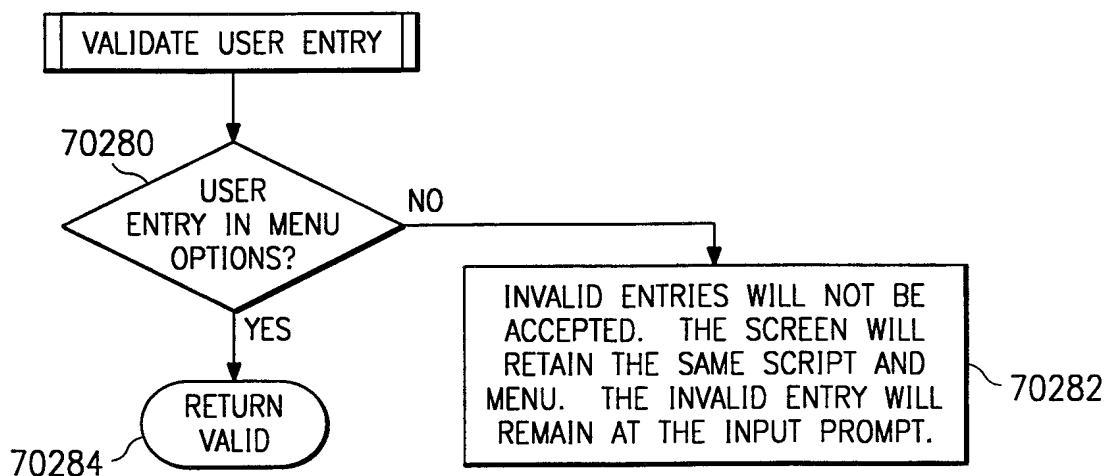 VALIDATE USER ENTRY
70280
USER
ENTRY IN MENU
OPTIONS?
NO
YES
INVALID ENTRIES WILL NOT BE
ACCEPTED. THE SCREEN WILL
RETAIN THE SAME SCRIPT AND
MENU. THE INVALID ENTRY WILL
REMAIN AT THE INPUT PROMPT.
70282
RETURN
VALID
70284